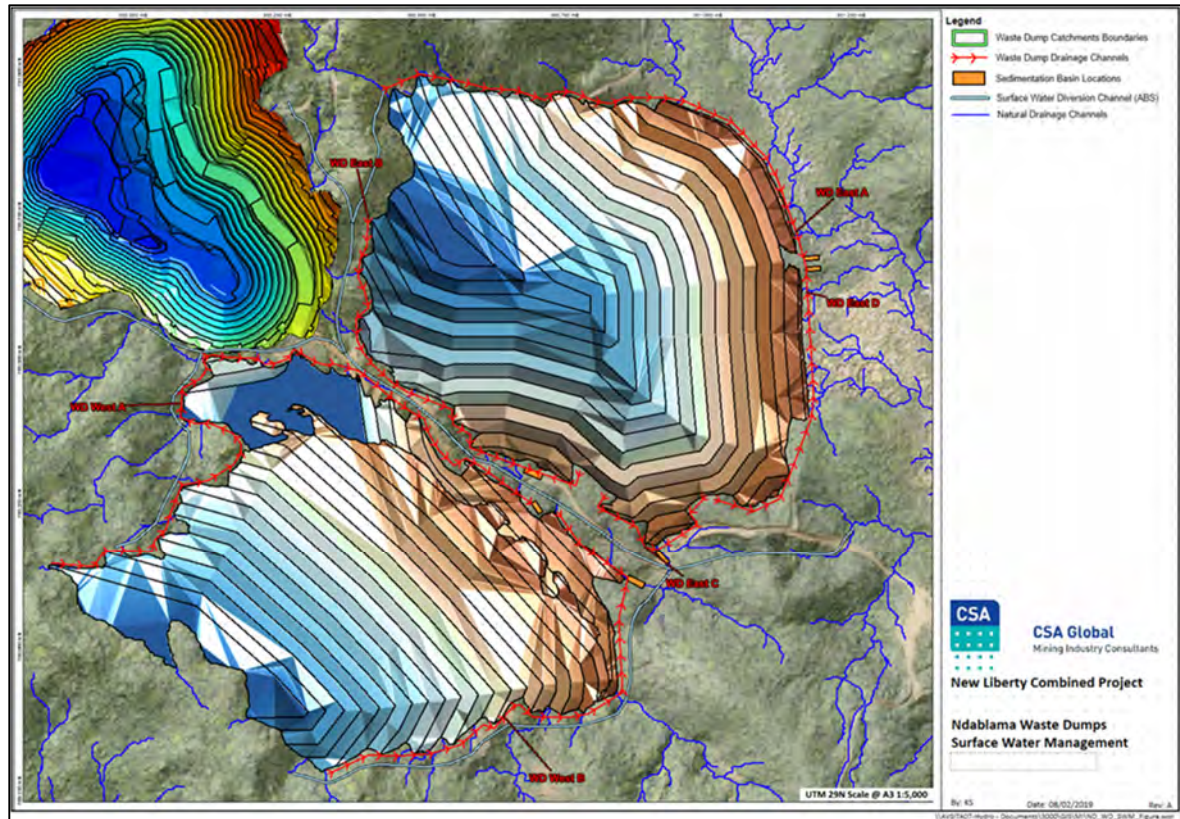 Legend
Waste Dump Catchments Boundaries
Waste Dump Drainage Channels
Sedimentation Basin Locations
Surface Water Diversion Channel (ABS)
Natural Drainage Channels
WD East B
WD East A
WD East D
WD West A
WD East C
WD West B
UTM 29N Scale @ A3 1:5,000
CSA
CSA Global
Mining Industry Consultants
New Liberty Combined Project
Ndablama Waste Dumps
Surface Water Management
By: KS
Date: 08/02/2019
Rev: A